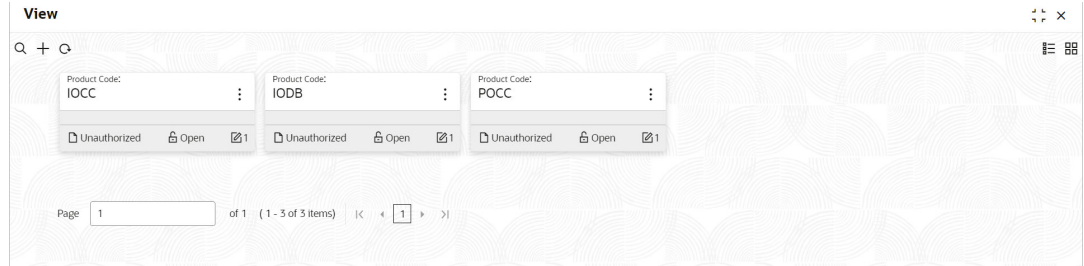 View
Product Code:
IOCC
Unauthorized Open 1
Product Code:
IODB
Unauthorized Open 1
Product Code:
POCC
Unauthorized Open 1
Page 1 of 1 (1 - 3 of 3 items) 1